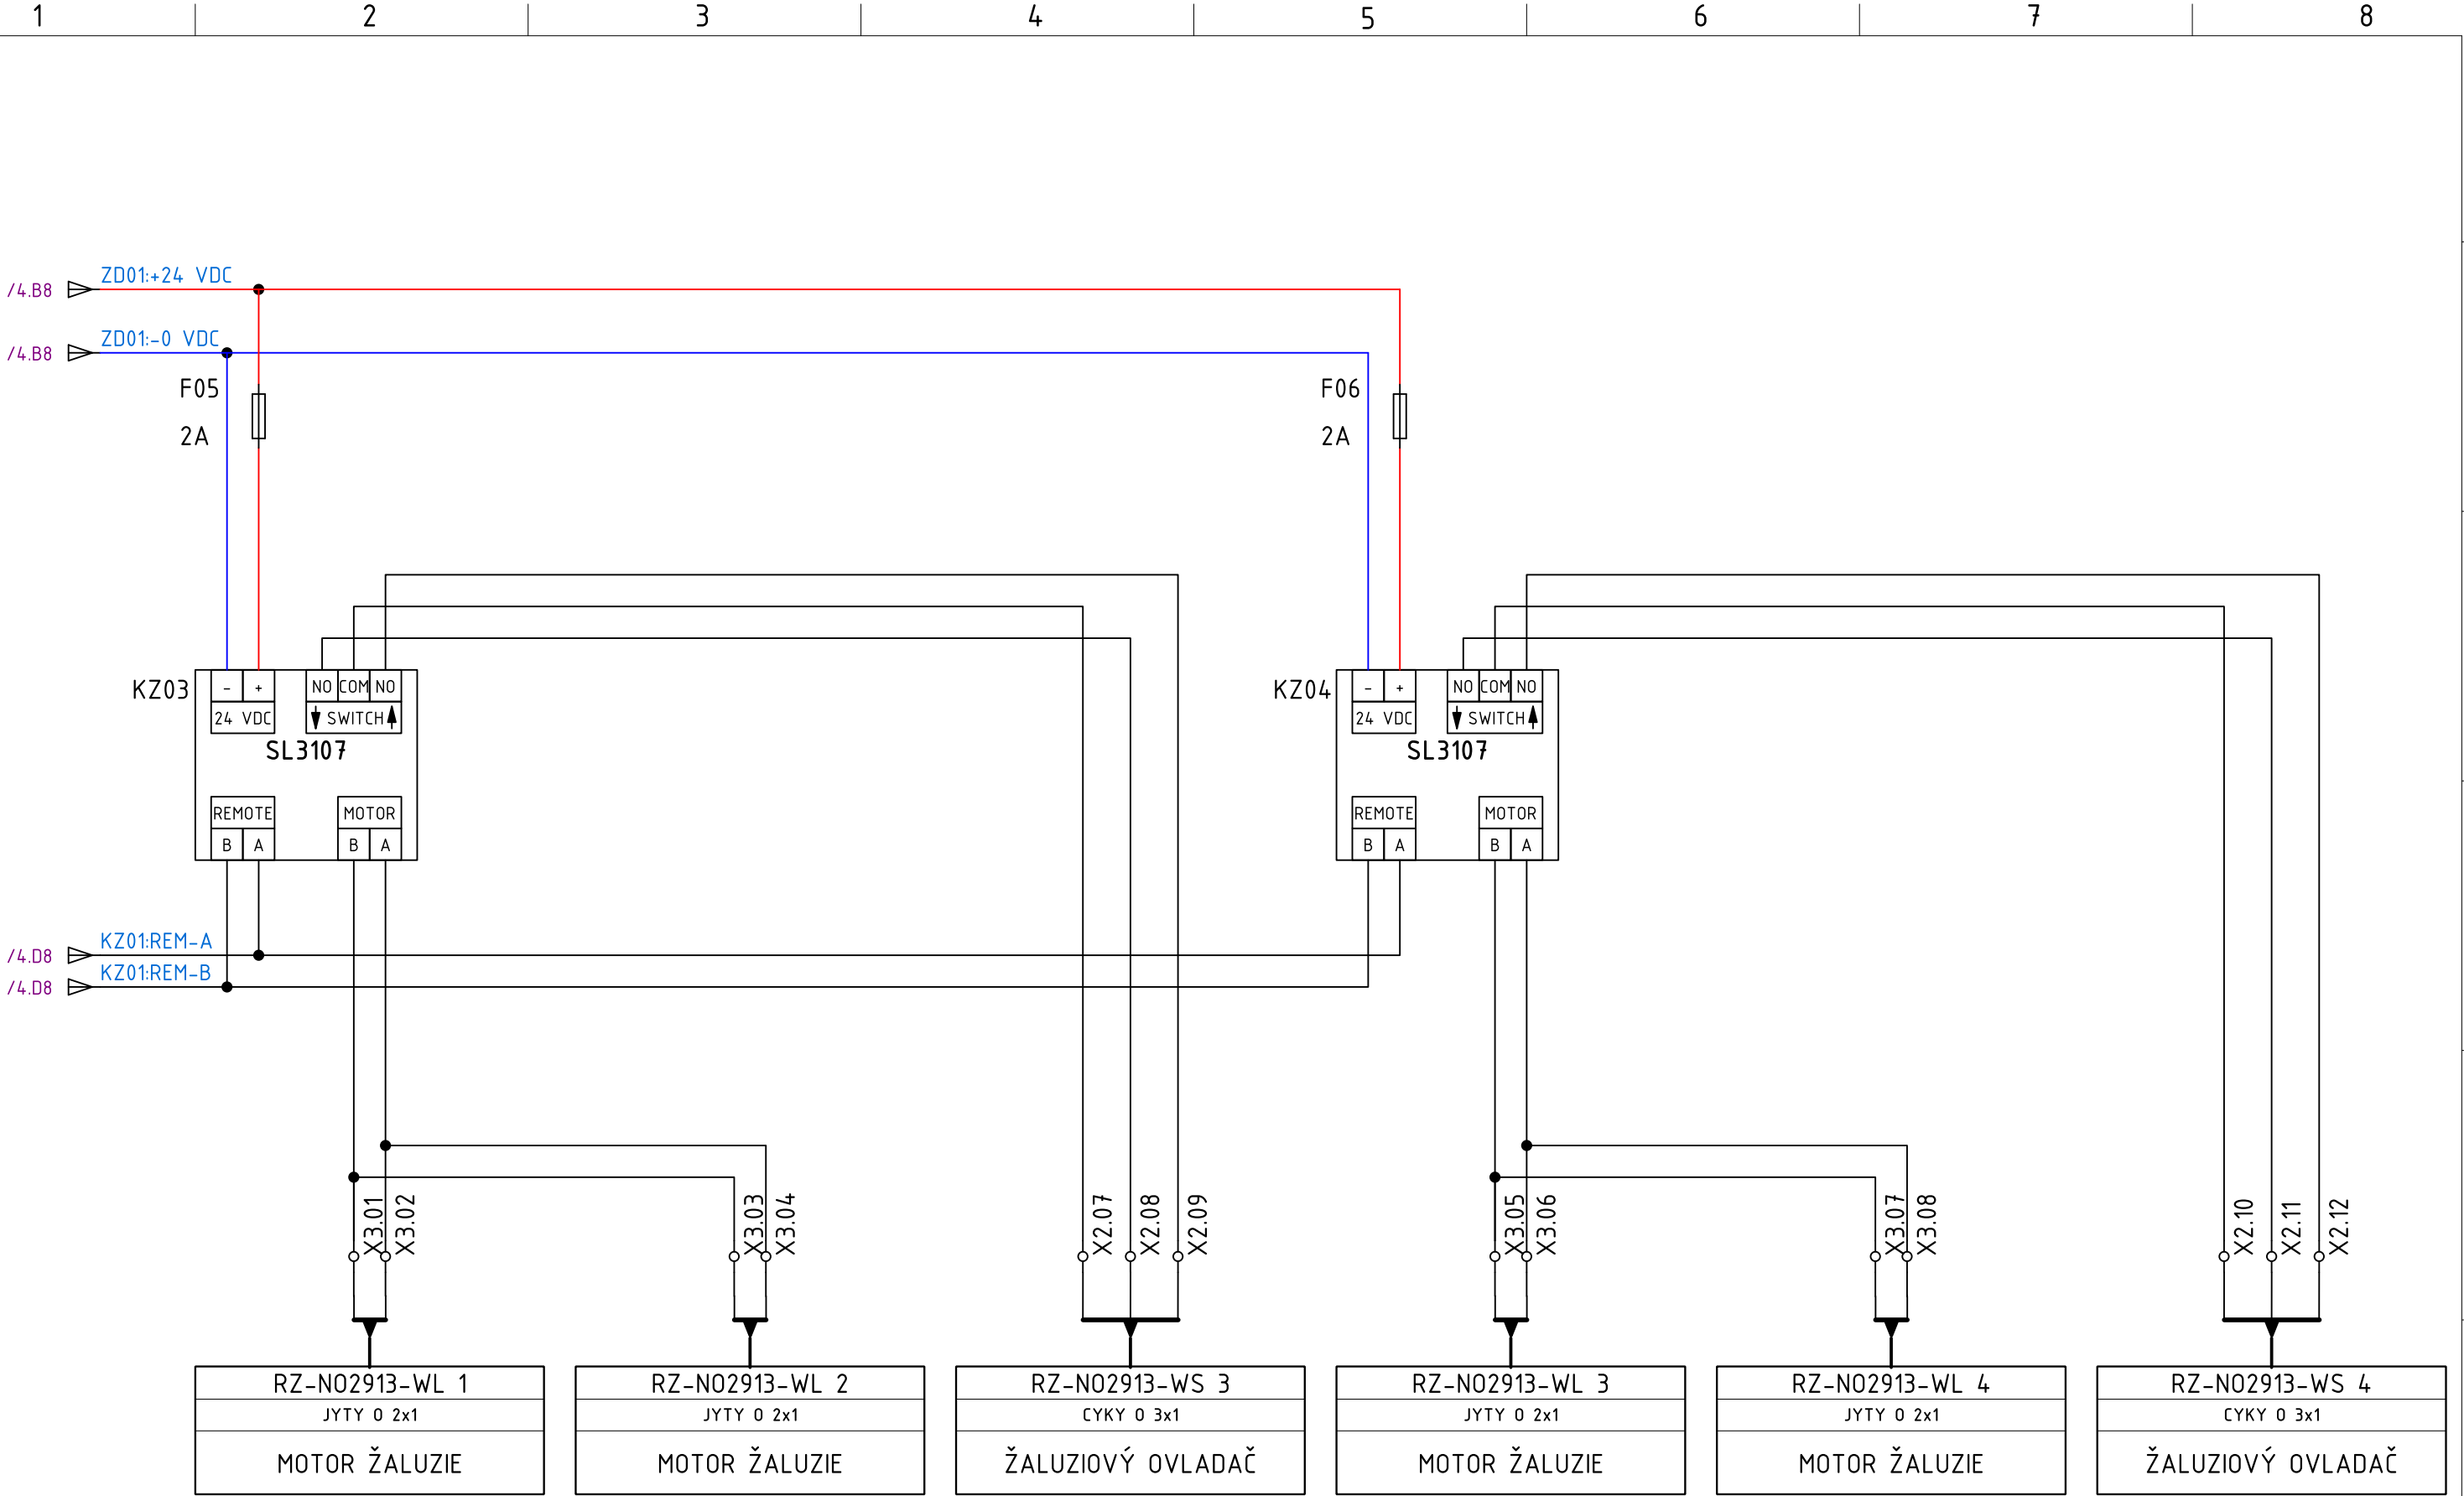 1 2 3 4 5 6 7 8
/4.B8 ZD01:+24 VDC
/4.B8 ZD01:-0 VDC
F05
2A
F06
2A
KZ03
- + NO COM NO
24 VDC SWITCH
SL3107
REMOTE MOTOR
B A B A
KZ04
- + NO COM NO
24 VDC SWITCH
SL3107
REMOTE MOTOR
B A B A
/4.D8 KZ01:REM-A
/4.D8 KZ01:REM-B
X3.01
X3.02
X3.03
X3.04
X2.07
X2.08
X2.09
X3.05
X3.06
X3.07
X3.08
X2.10
X2.11
X2.12
RZ-NO2913-WL 1
JYTY O 2x1
MOTOR ŽALUZIE
RZ-NO2913-WL 2
JYTY O 2x1
MOTOR ŽALUZIE
RZ-NO2913-WS 3
CYKY O 3x1
ŽALUZIOVÝ OVLADAČ
RZ-NO2913-WL 3
JYTY O 2x1
MOTOR ŽALUZIE
RZ-NO2913-WL 4
JYTY O 2x1
MOTOR ŽALUZIE
RZ-NO2913-WS 4
CYKY O 3x1
ŽALUZIOVÝ OVLADAČ